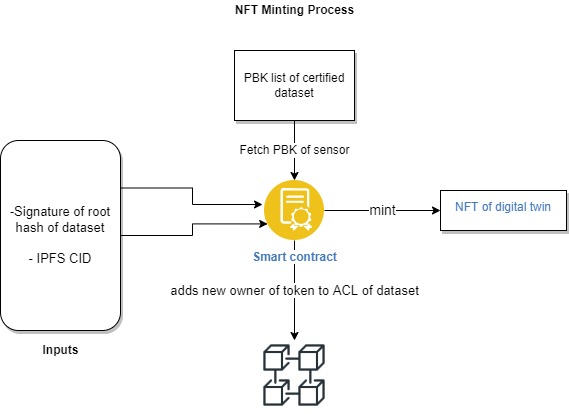 NFT Minting Process
PBK list of certified
dataset
Fetch PBK of sensor
-Signature of root
hash of dataset
- IPFS CID
mint
NFT of digital twin
Smart contract
adds new owner of token to ACL of dataset
Inputs